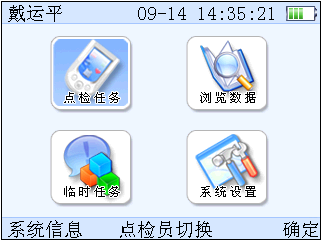 戴运平 09-14 14:35:21
点检任务 浏览数据
临时任务 系统设置
系统信息 点检员切换 确定